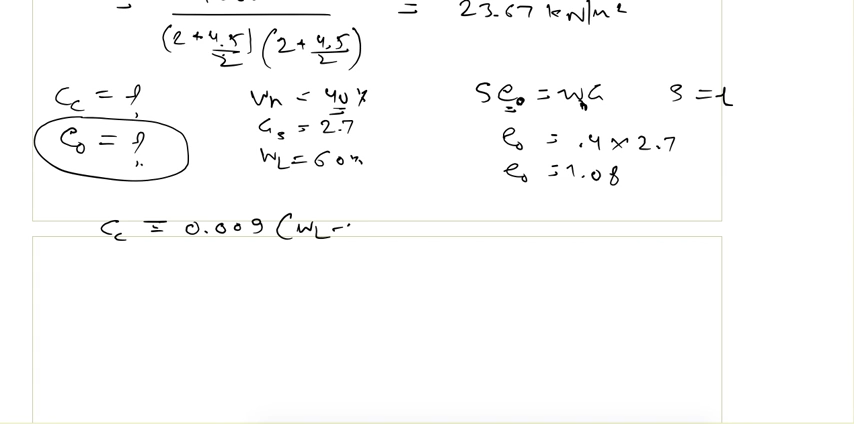 = / (2+4.5/2)(2+4.5/2) = 23.67 kN/m²
Cc = ?
e₀ = ?
Wn = 40%
Gs = 2.7
WL = 60%
Se₀ = wG S = 1
e₀ = .4 × 2.7
e₀ = 1.08
Cc = 0.009 (WL -